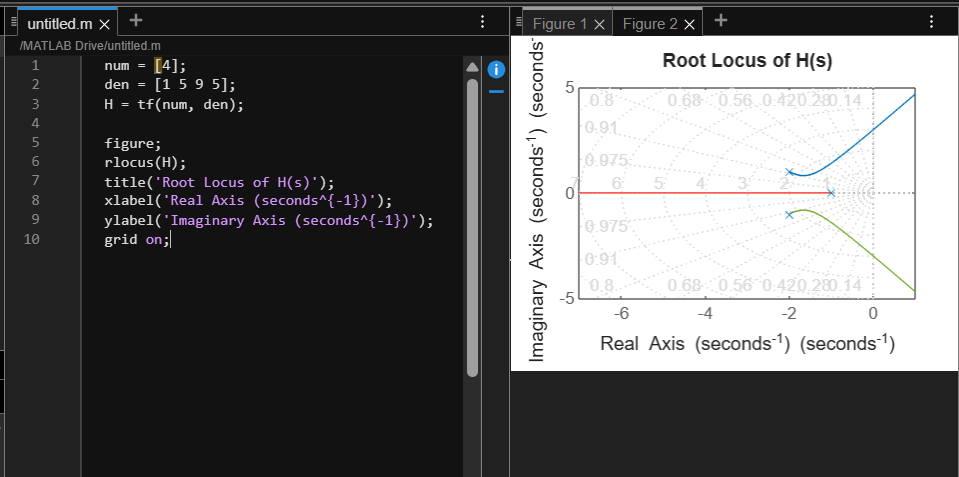 untitled.m
Figure 1
Figure 2
/MATLAB Drive/untitled.m
1 num = [4];
2 den = [1 5 9 5];
3 H = tf(num, den);
4
5 figure;
6 rlocus(H);
7 title('Root Locus of H(s)');
8 xlabel('Real Axis (seconds^{-1})');
9 ylabel('Imaginary Axis (seconds^{-1})');
10 grid on;
Root Locus of H(s)
Imaginary Axis (seconds⁻¹) (seconds⁻
5
0.8 0.68 0.56 0.42 0.28 0.14
0.91
0.975
7 6 5 4 3 2 1
0
0.975
0.91
0.8 0.68 0.56 0.42 0.28 0.14
-5
-6 -4 -2 0
Real Axis (seconds⁻¹) (seconds⁻¹)